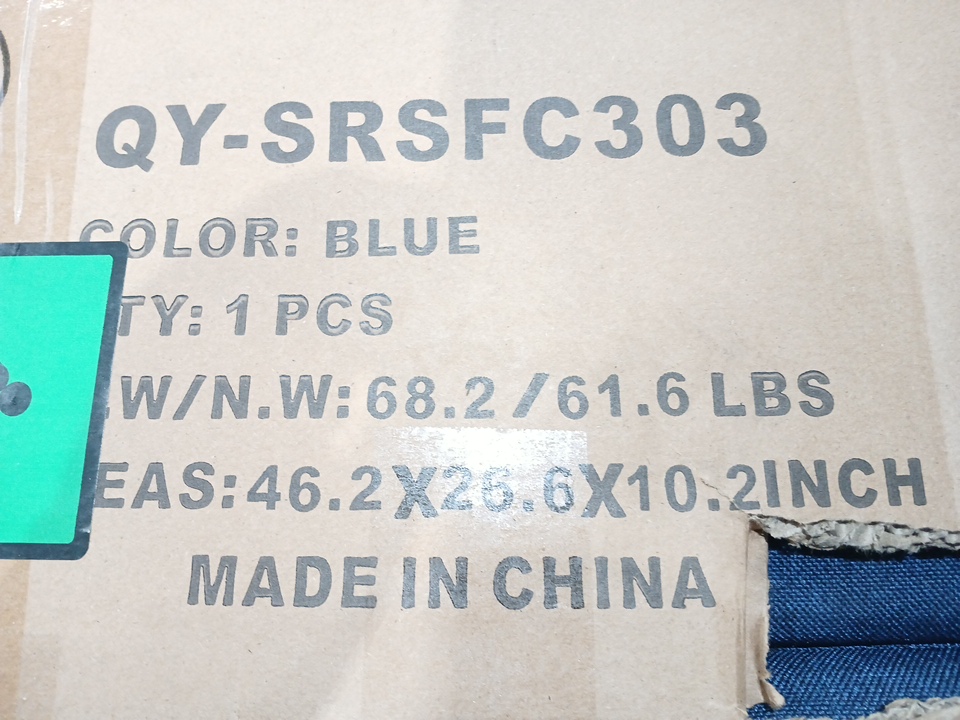 QY-SRSFC303
COLOR: BLUE
TY: 1 PCS
W/N.W: 68.2/61.6 LBS
EAS: 46.2X26.6X10.2INCH
MADE IN CHINA